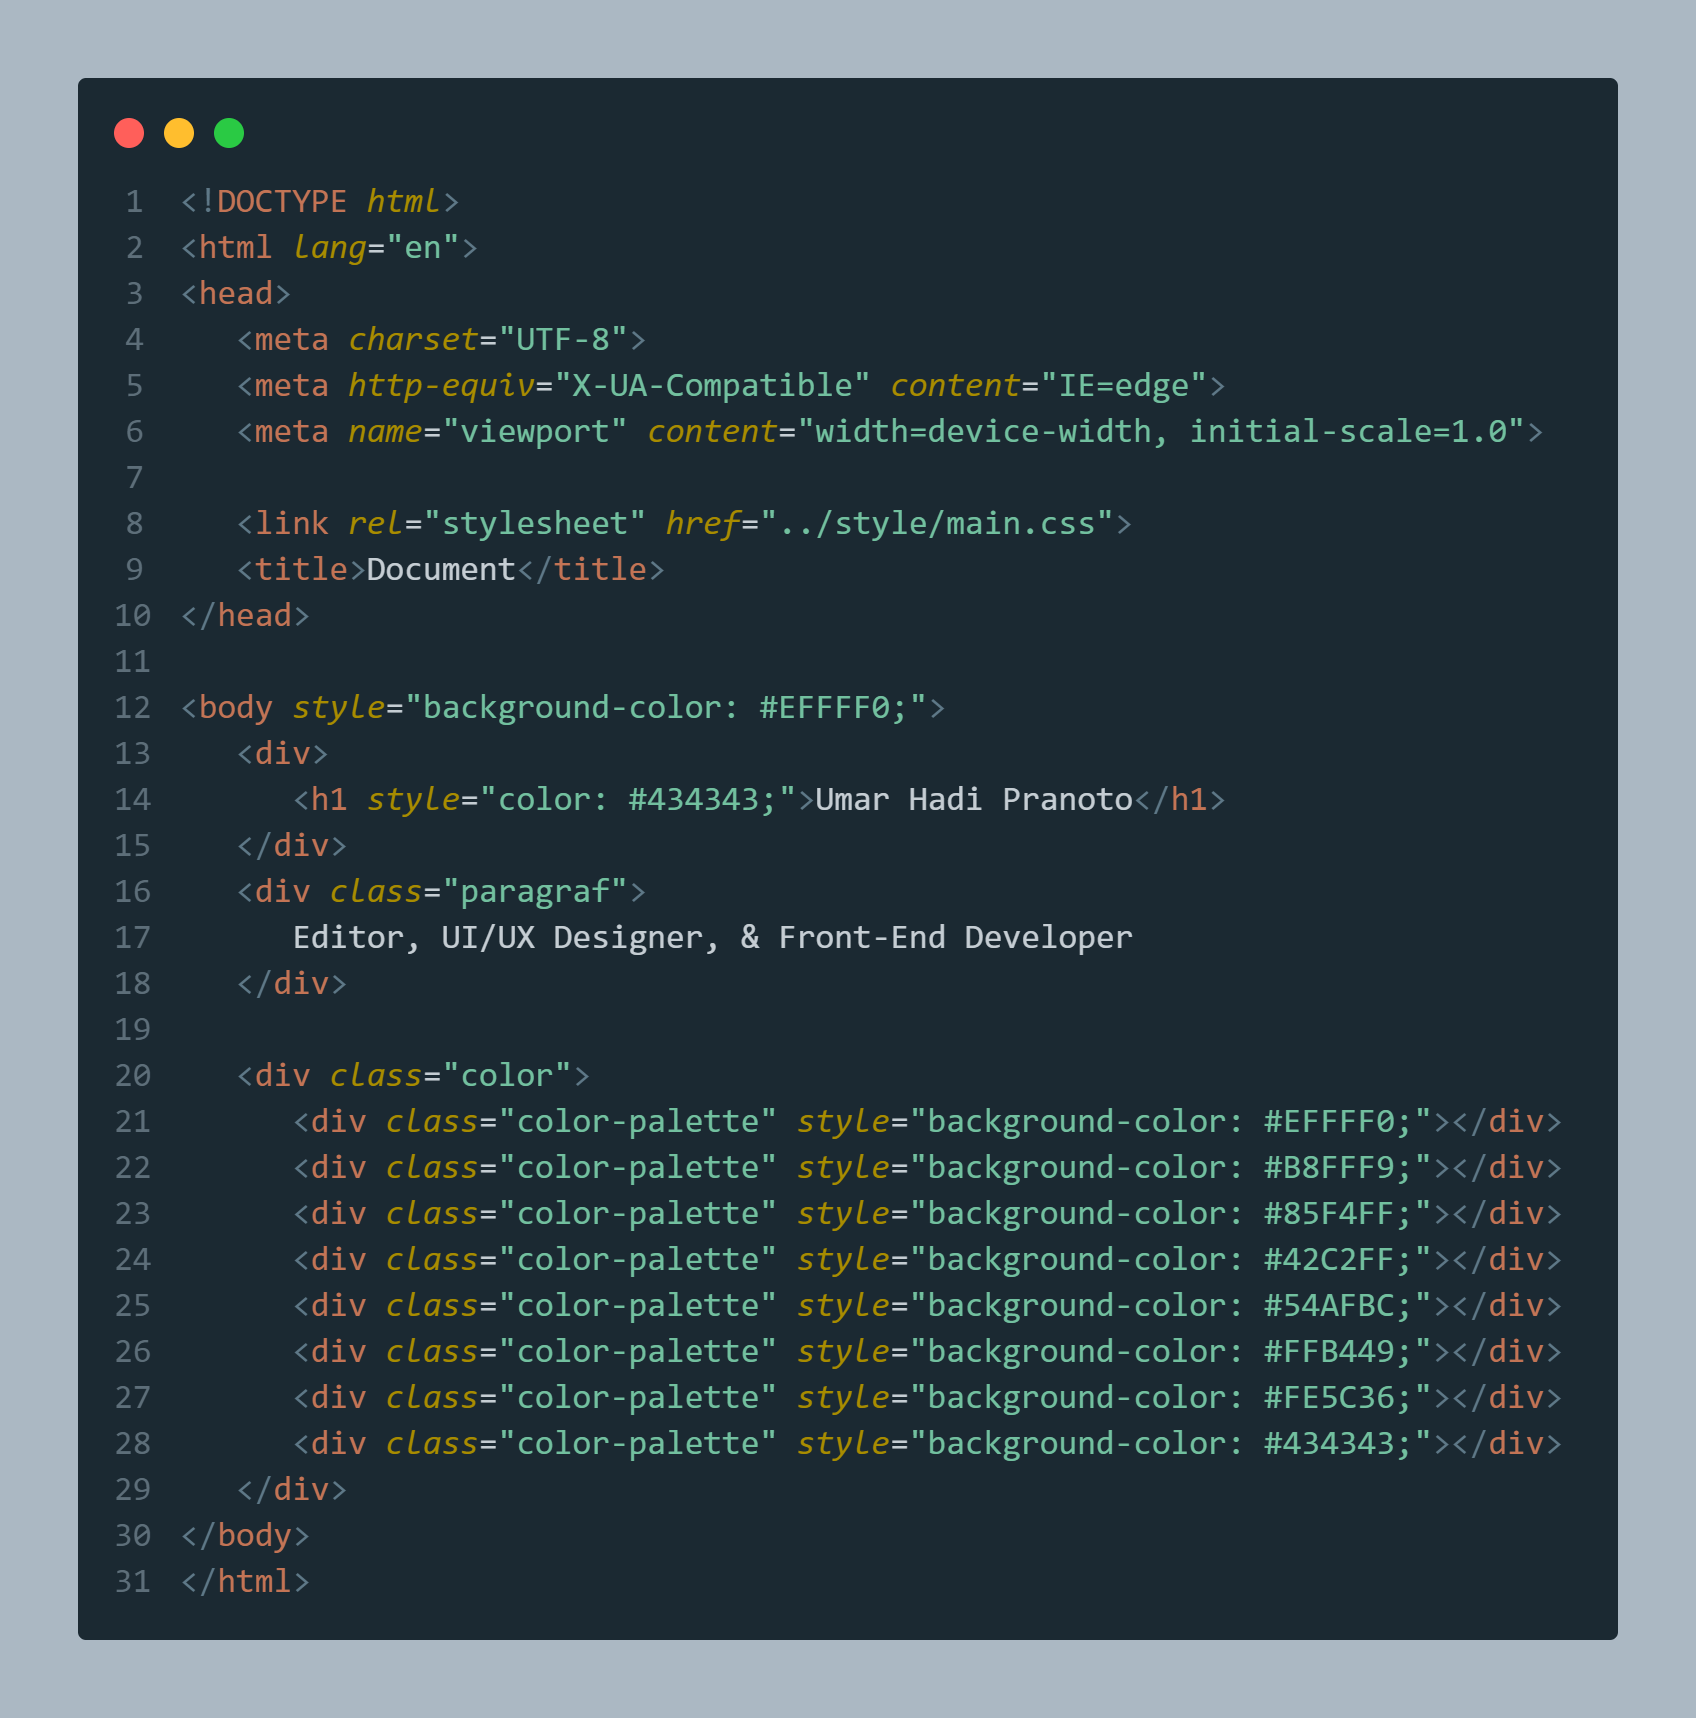 1 <!DOCTYPE html>
2 <html lang="en">
3 <head>
4    <meta charset="UTF-8">
5    <meta http-equiv="X-UA-Compatible" content="IE=edge">
6    <meta name="viewport" content="width=device-width, initial-scale=1.0">
7
8    <link rel="stylesheet" href="../style/main.css">
9    <title>Document</title>
10 </head>
11
12 <body style="background-color: #EFFFF0;">
13    <div>
14       <h1 style="color: #434343;">Umar Hadi Pranoto</h1>
15    </div>
16    <div class="paragraf">
17       Editor, UI/UX Designer, & Front-End Developer
18    </div>
19
20    <div class="color">
21       <div class="color-palette" style="background-color: #EFFFF0;"></div>
22       <div class="color-palette" style="background-color: #B8FFF9;"></div>
23       <div class="color-palette" style="background-color: #85F4FF;"></div>
24       <div class="color-palette" style="background-color: #42C2FF;"></div>
25       <div class="color-palette" style="background-color: #54AFBC;"></div>
26       <div class="color-palette" style="background-color: #FFB449;"></div>
27       <div class="color-palette" style="background-color: #FE5C36;"></div>
28       <div class="color-palette" style="background-color: #434343;"></div>
29    </div>
30 </body>
31 </html>